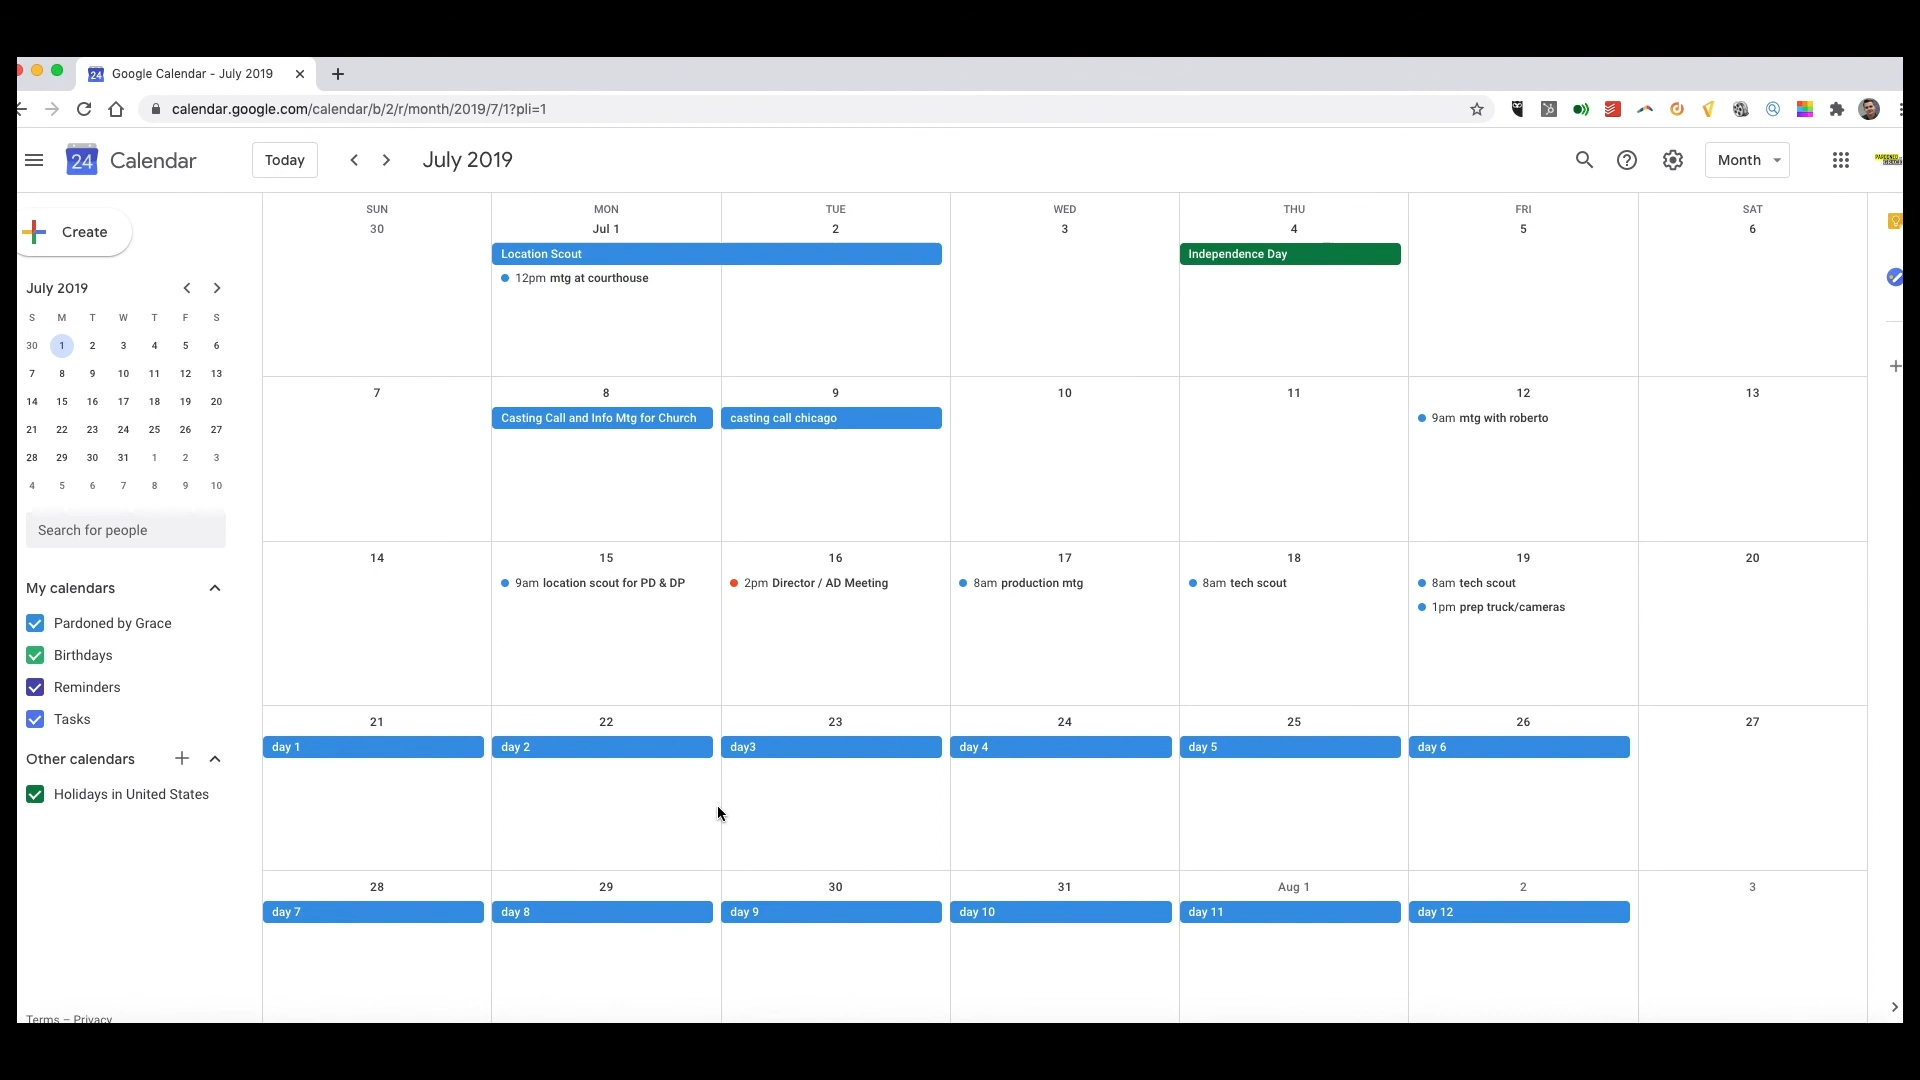 Google Calendar - July 2019
calendar.google.com/calendar/b/2/r/month/2019/7/1?pli=1
24 Calendar Today July 2019 Month
Create
July 2019
S M T W T F S
30 1 2 3 4 5 6
7 8 9 10 11 12 13
14 15 16 17 18 19 20
21 22 23 24 25 26 27
28 29 30 31 1 2 3
4 5 6 7 8 9 10
Search for people
My calendars
Pardoned by Grace
Birthdays
Reminders
Tasks
Other calendars
Holidays in United States
Terms – Privacy
SUN MON TUE WED THU FRI SAT
30 Jul 1 2 3 4 5 6
Location Scout Independence Day
12pm mtg at courthouse
7 8 9 10 11 12 13
Casting Call and Info Mtg for Church casting call chicago 9am mtg with roberto
14 15 16 17 18 19 20
9am location scout for PD & DP 2pm Director / AD Meeting 8am production mtg 8am tech scout 8am tech scout
1pm prep truck/cameras
21 22 23 24 25 26 27
day 1 day 2 day3 day 4 day 5 day 6
28 29 30 31 Aug 1 2 3
day 7 day 8 day 9 day 10 day 11 day 12